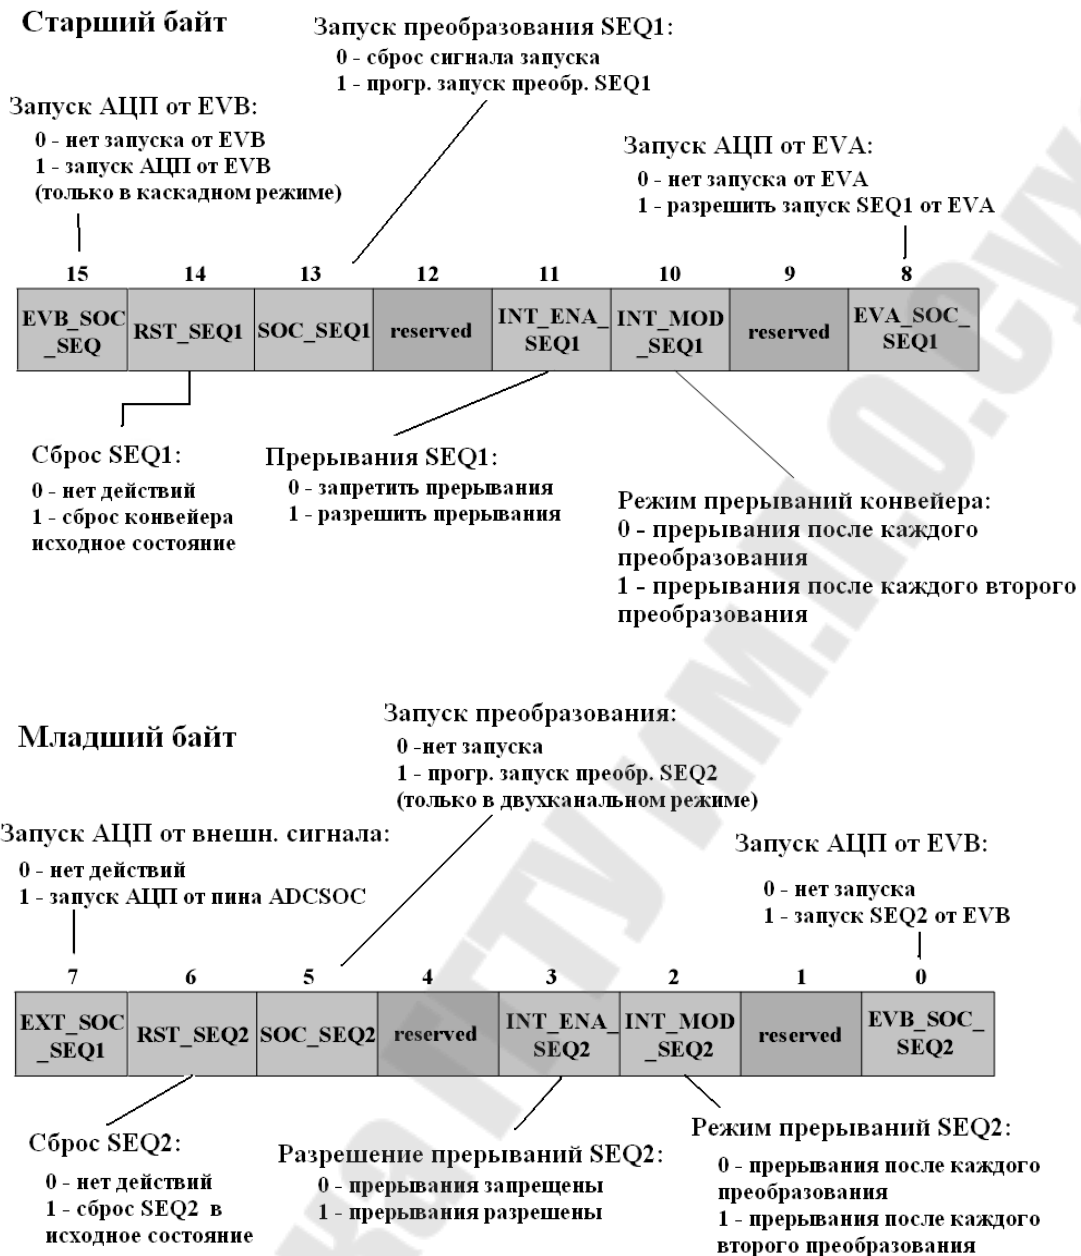 Старший байт
Запуск преобразования SEQ1:
0 - сброс сигнала запуска
1 - прогр. запуск преобр. SEQ1
Запуск АЦП от EVB:
0 - нет запуска от EVB
1 - запуск АЦП от EVB
(только в каскадном режиме)
Запуск АЦП от EVA:
0 - нет запуска от EVA
1 - разрешить запуск SEQ1 от EVA
15 14 13 12 11 10 9 8
EVB_SOC _SEQ RST_SEQ1 SOC_SEQ1 reserved INT_ENA_ SEQ1 INT_MOD _SEQ1 reserved EVA_SOC_ SEQ1
Сброс SEQ1:
0 - нет действий
1 - сброс конвейера
исходное состояние
Прерывания SEQ1:
0 - запретить прерывания
1 - разрешить прерывания
Режим прерываний конвейера:
0 - прерывания после каждого
преобразования
1 - прерывания после каждого второго
преобразования
Младший байт
Запуск преобразования:
0 -нет запуска
1 - прогр. запуск преобр. SEQ2
(только в двухканальном режиме)
Запуск АЦП от внешн. сигнала:
0 - нет действий
1 - запуск АЦП от пина ADCSOC
Запуск АЦП от EVB:
0 - нет запуска
1 - запуск SEQ2 от EVB
7 6 5 4 3 2 1 0
EXT_SOC _SEQ1 RST_SEQ2 SOC_SEQ2 reserved INT_ENA_ SEQ2 INT_MOD _SEQ2 reserved EVB_SOC_ SEQ2
Сброс SEQ2:
0 - нет действий
1 - сброс SEQ2 в
исходное состояние
Разрешение прерываний SEQ2:
0 - прерывания запрещены
1 - прерывания разрешены
Режим прерываний SEQ2:
0 - прерывания после каждого
преобразования
1 - прерывания после каждого
второго преобразования
ГТУ им.П.О.Сух